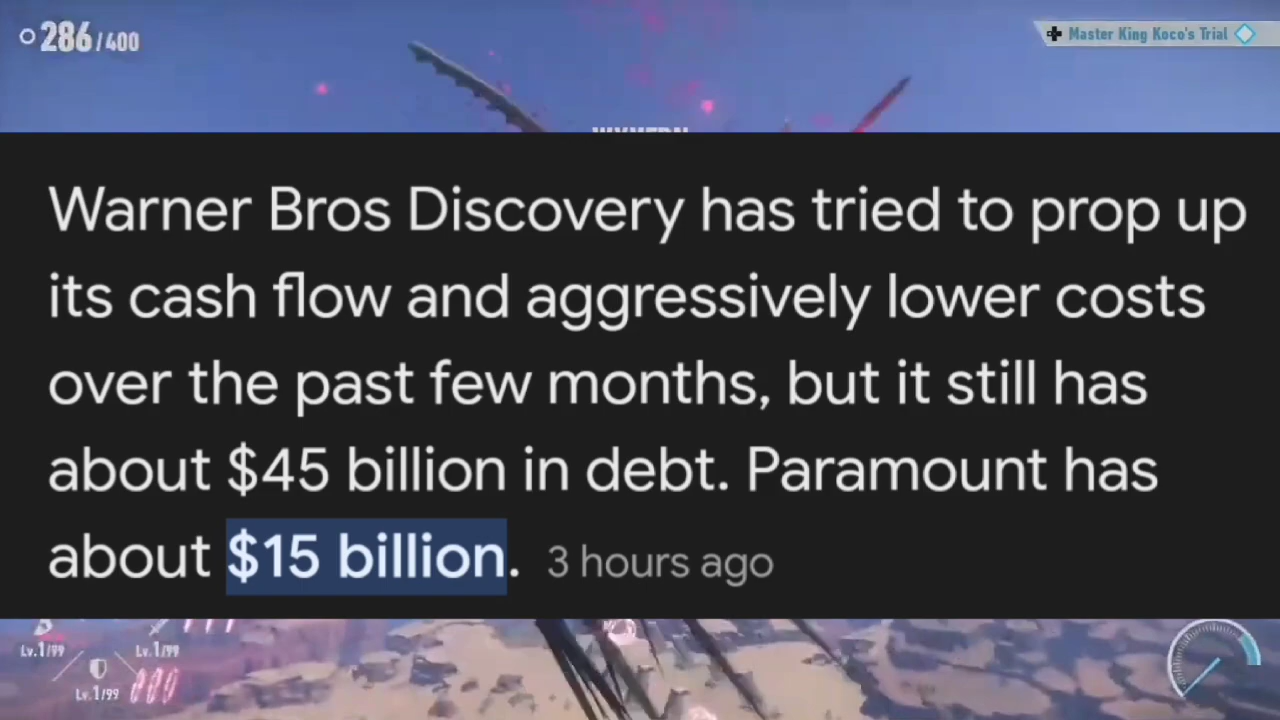 286/400
Master King Koco's Trial
WYVERN
Warner Bros Discovery has tried to prop up
its cash flow and aggressively lower costs
over the past few months, but it still has
about $45 billion in debt. Paramount has
about $15 billion. 3 hours ago
Lv.1/99 Lv.1/99
Lv.1/99